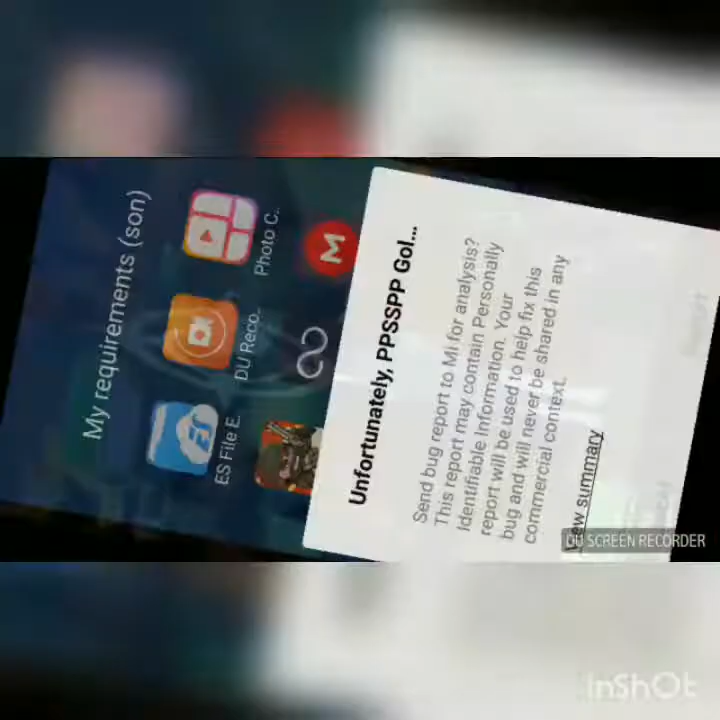 My requirements (son)
ES File E..
DU Reco..
Photo C..
M
Unfortunately, PPSSPP Gol...
Send bug report to Mi for analysis?
This report may contain Personally
Identifiable Information. Your
report will be used to help fix this
bug and will never be shared in any
commercial context.
View summary
DU SCREEN RECORDER
InShOt